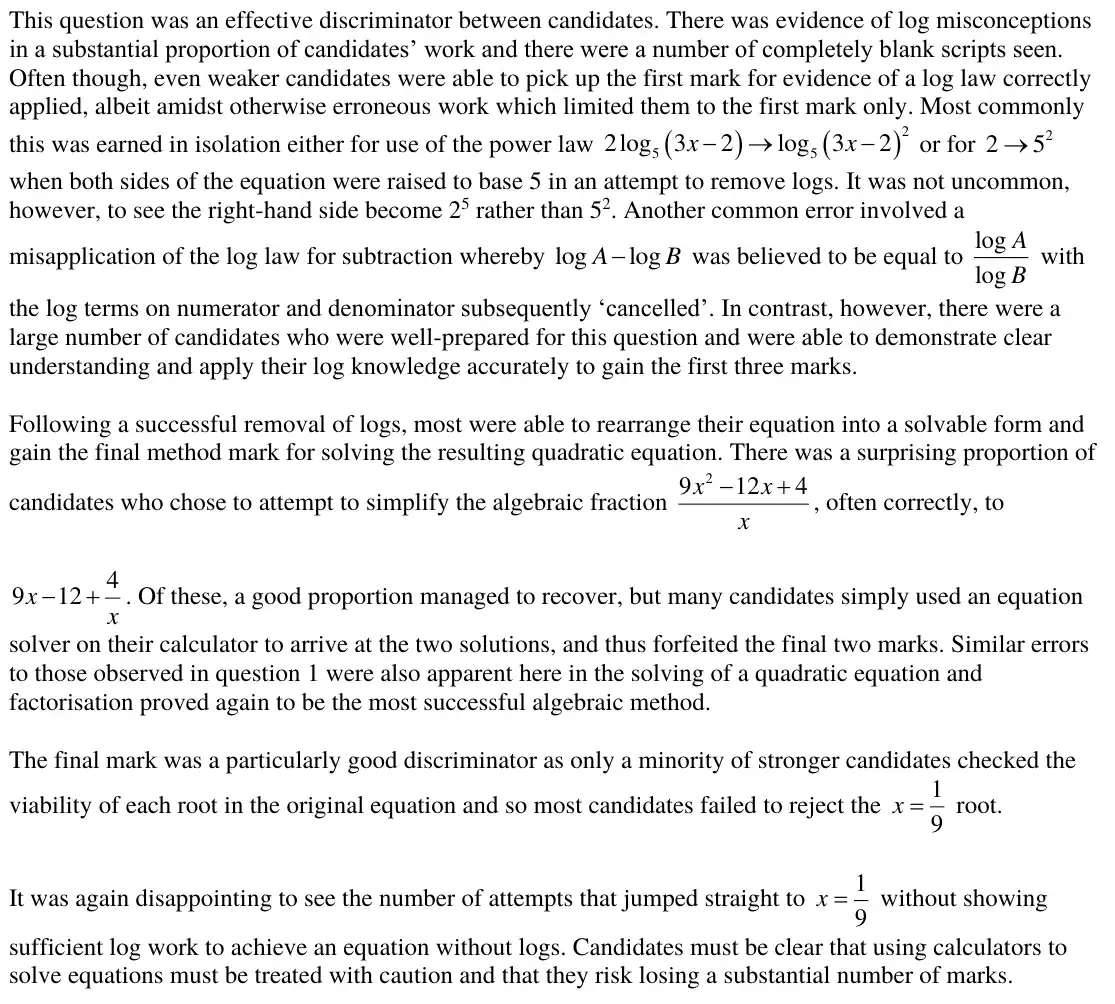 This question was an effective discriminator between candidates. There was evidence of log misconceptions
in a substantial proportion of candidates’ work and there were a number of completely blank scripts seen.
Often though, even weaker candidates were able to pick up the first mark for evidence of a log law correctly
applied, albeit amidst otherwise erroneous work which limited them to the first mark only. Most commonly
this was earned in isolation either for use of the power law 2log₅(3x−2)→log₅(3x−2)² or for 2→5²
when both sides of the equation were raised to base 5 in an attempt to remove logs. It was not uncommon,
however, to see the right-hand side become 2⁵ rather than 5². Another common error involved a
misapplication of the log law for subtraction whereby log A−log B was believed to be equal to log A/log B with
the log terms on numerator and denominator subsequently ‘cancelled’. In contrast, however, there were a
large number of candidates who were well-prepared for this question and were able to demonstrate clear
understanding and apply their log knowledge accurately to gain the first three marks.
Following a successful removal of logs, most were able to rearrange their equation into a solvable form and
gain the final method mark for solving the resulting quadratic equation. There was a surprising proportion of
candidates who chose to attempt to simplify the algebraic fraction (9x²−12x+4)/x, often correctly, to
9x−12+4/x. Of these, a good proportion managed to recover, but many candidates simply used an equation
solver on their calculator to arrive at the two solutions, and thus forfeited the final two marks. Similar errors
to those observed in question 1 were also apparent here in the solving of a quadratic equation and
factorisation proved again to be the most successful algebraic method.
The final mark was a particularly good discriminator as only a minority of stronger candidates checked the
viability of each root in the original equation and so most candidates failed to reject the x=1/9 root.
It was again disappointing to see the number of attempts that jumped straight to x=1/9 without showing
sufficient log work to achieve an equation without logs. Candidates must be clear that using calculators to
solve equations must be treated with caution and that they risk losing a substantial number of marks.